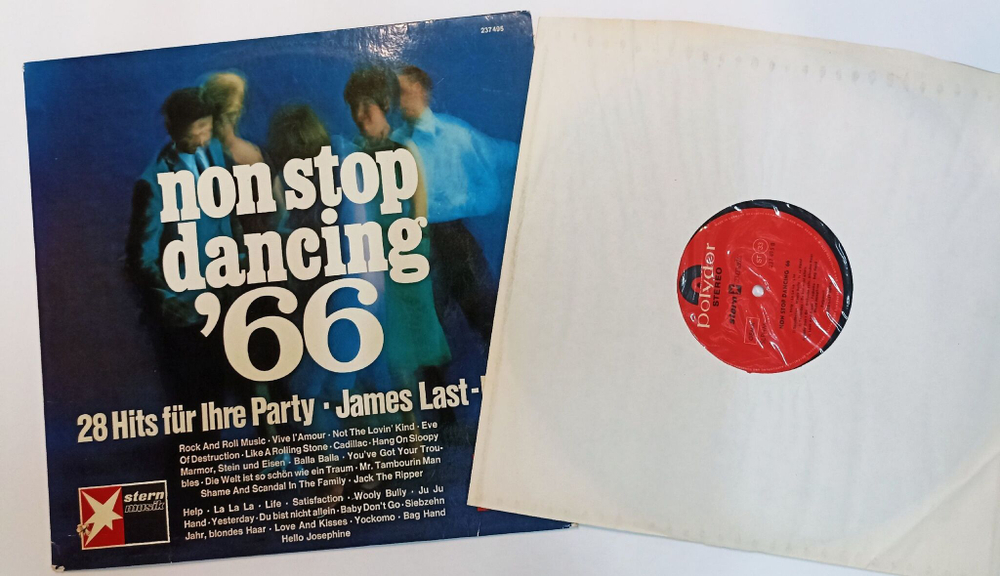 237495
non stop
dancing
'66
28 Hits für Ihre Party · James Last-
Rock And Roll Music · Vive l'Amour · Not The Lovin' Kind · Eve
Of Destruction · Like A Rolling Stone · Cadillac · Hang On Sloopy
Marmor, Stein und Eisen · Balla Balla · You've Got Your Trou-
bles · Die Welt ist so schön wie ein Traum · Mr. Tambourin Man
Shame And Scandal In The Family · Jack The Ripper
Help · La La La · Life · Satisfaction · Wooly Bully · Ju Ju
Hand · Yesterday · Du bist nicht allein · Baby Don't Go · Siebzehn
Jahr, blondes Haar · Love And Kisses · Yockomo · Bag Hand
Hello Josephine
stern
musik
Polydor
STEREO
stern
NON STOP DANCING '66
ST 33